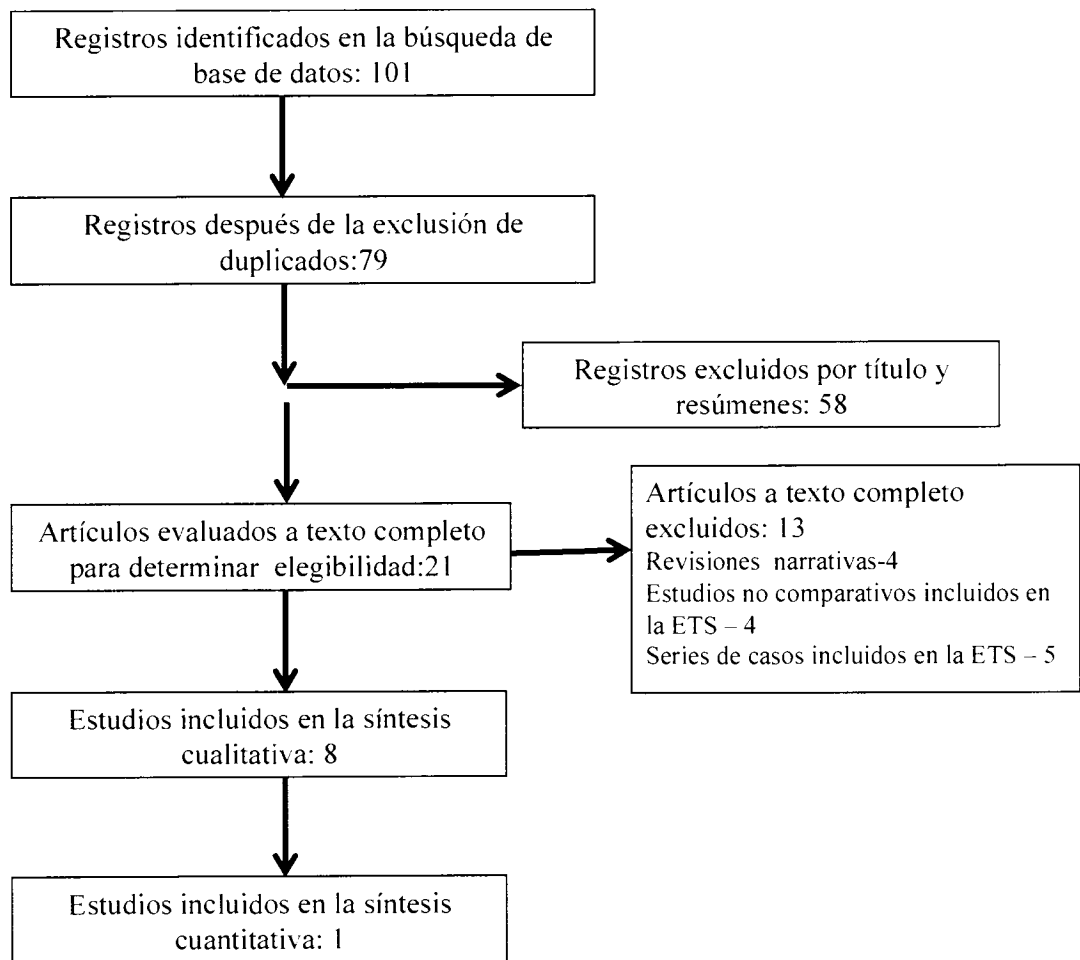 Registros identificados en la búsqueda de
base de datos: 101
Registros después de la exclusión de
duplicados:79
Registros excluidos por título y
resúmenes: 58
Artículos evaluados a texto completo
para determinar elegibilidad:21
Artículos a texto completo
excluidos: 13
Revisiones narrativas-4
Estudios no comparativos incluidos en
la ETS – 4
Series de casos incluidos en la ETS – 5
Estudios incluidos en la síntesis
cualitativa: 8
Estudios incluidos en la síntesis
cuantitativa: 1